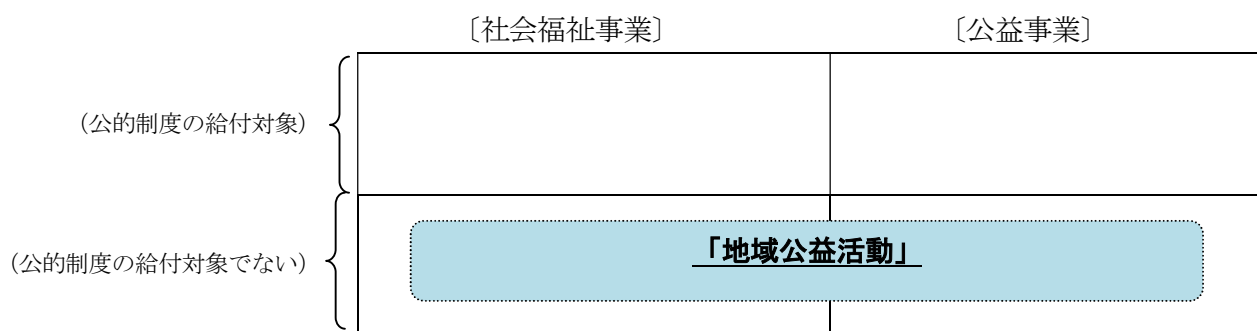 〔社会福祉事業〕
〔公益事業〕
（公的制度の給付対象）
（公的制度の給付対象でない）
「地域公益活動」